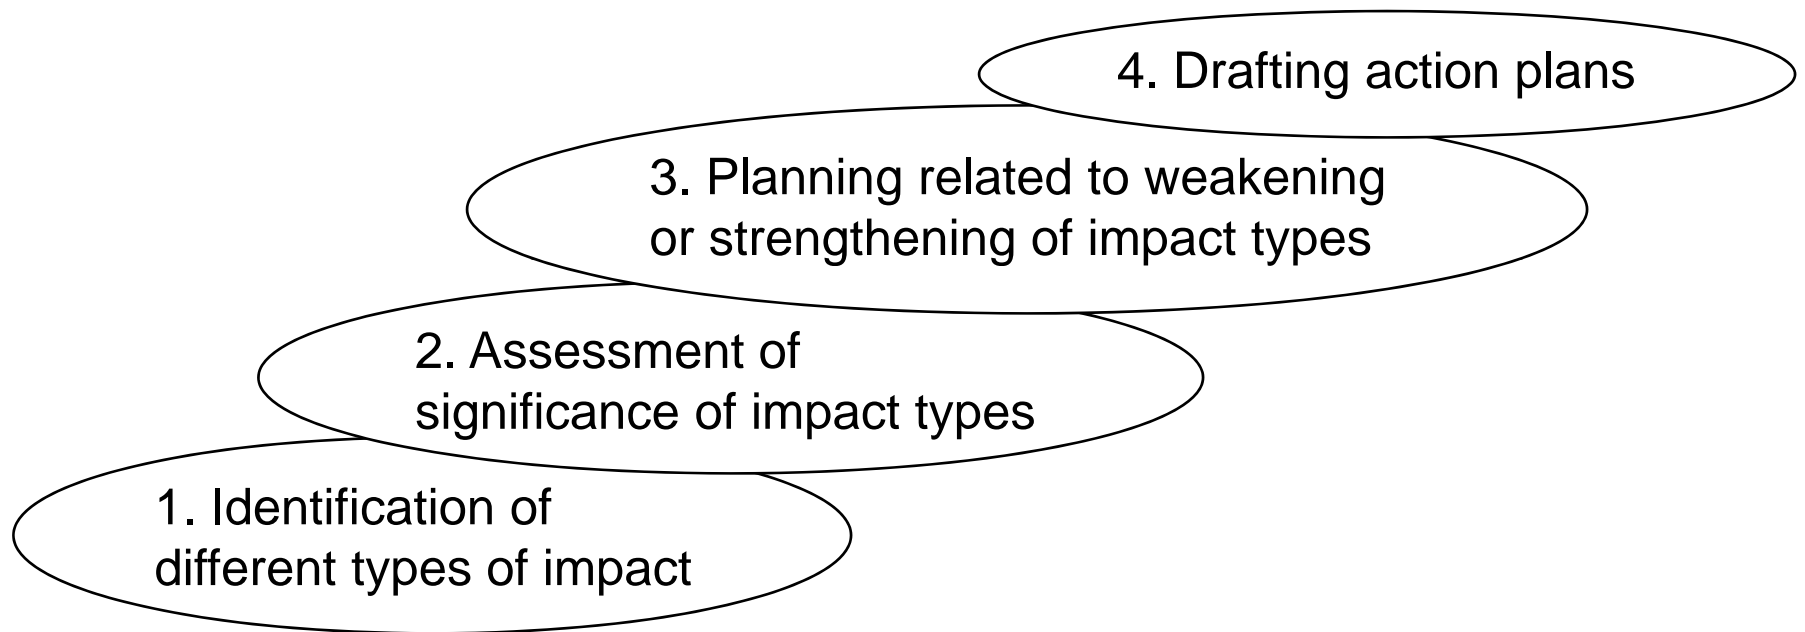 4. Drafting action plans
3. Planning related to weakening
or strengthening of impact types
2. Assessment of
significance of impact types
1. Identification of
different types of impact